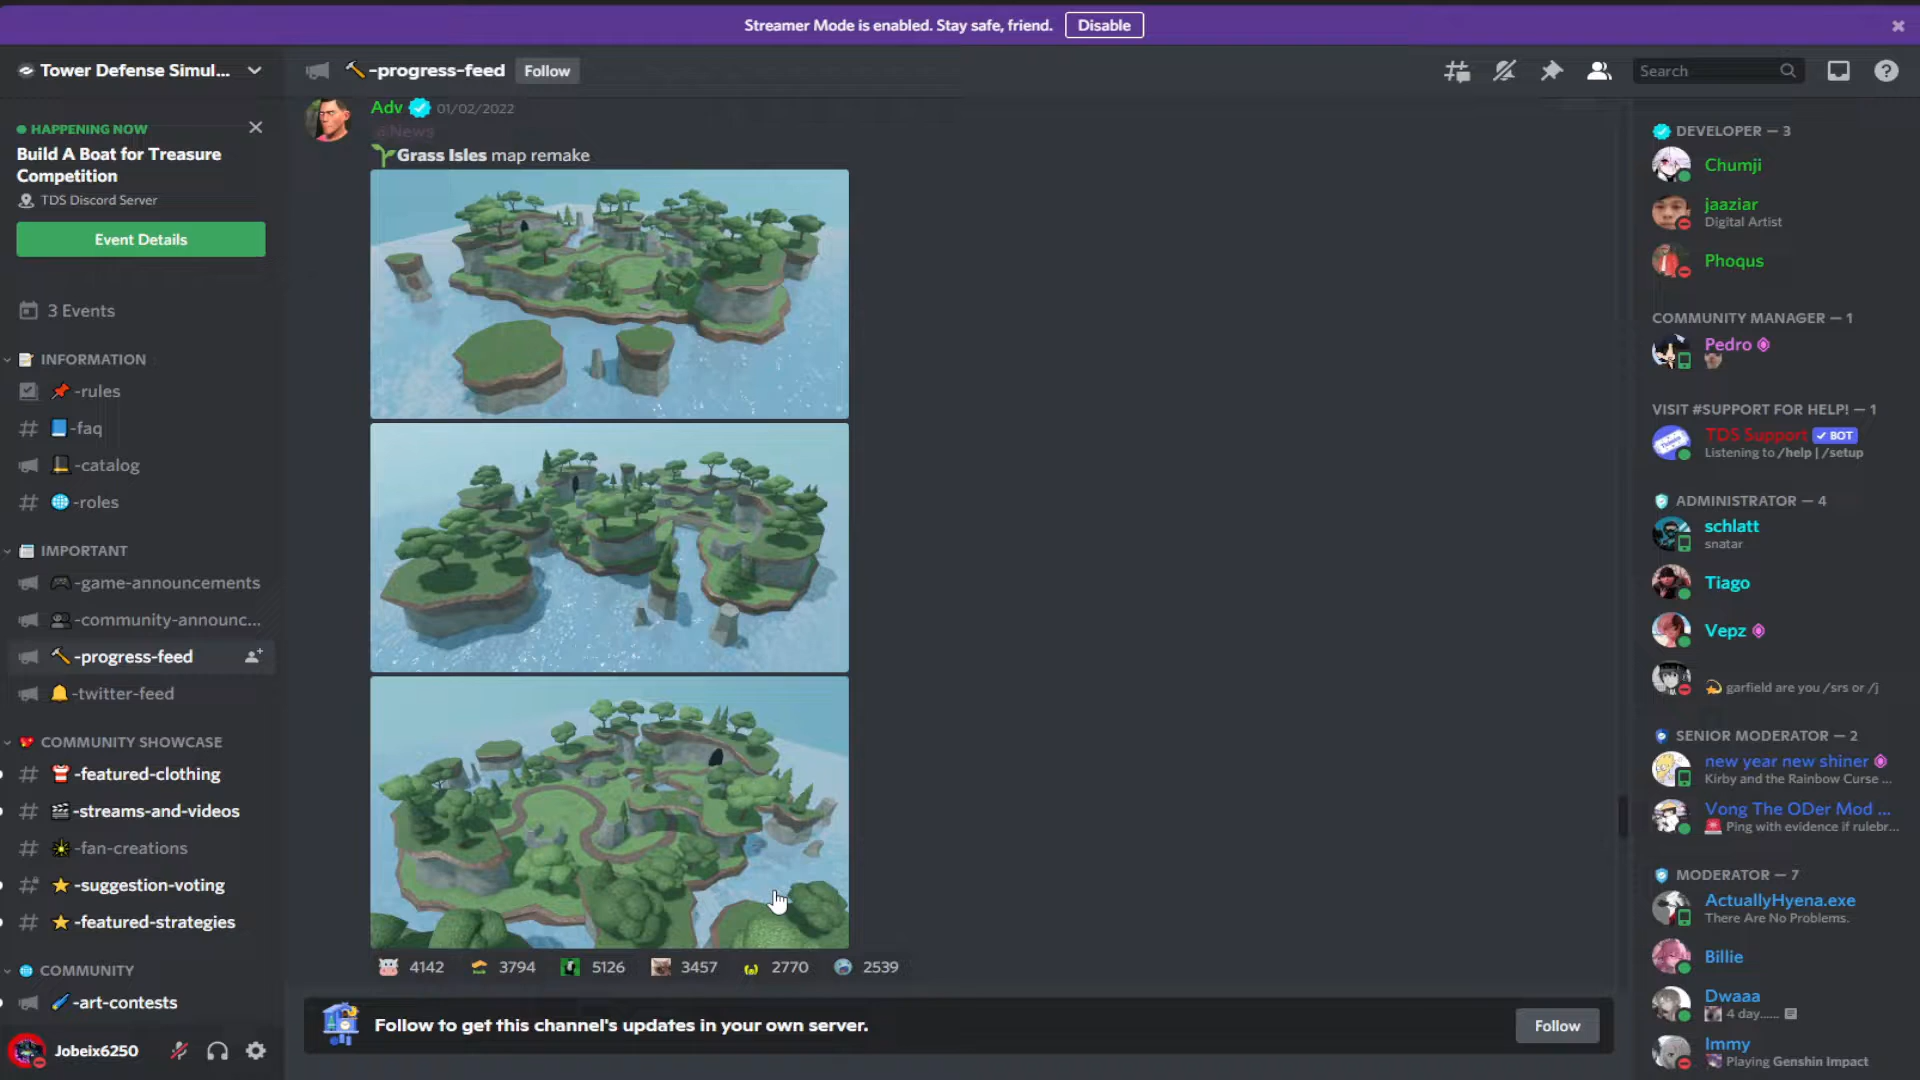 Streamer Mode is enabled. Stay safe, friend. Disable
Tower Defense Simul...
-progress-feed Follow
Search
HAPPENING NOW
Build A Boat for Treasure
Competition
TDS Discord Server
Event Details
3 Events
INFORMATION
-rules
-faq
-catalog
-roles
IMPORTANT
-game-announcements
-community-announc...
-progress-feed
-twitter-feed
COMMUNITY SHOWCASE
-featured-clothing
-streams-and-videos
-fan-creations
-suggestion-voting
-featured-strategies
COMMUNITY
-art-contests
Jobeix6250
Adv 01/02/2022
@News
Grass Isles map remake
4142 3794 5126 3457 2770 2539
Follow to get this channel's updates in your own server. Follow
DEVELOPER — 3
Chumji
jaaziar
Digital Artist
Phoqus
COMMUNITY MANAGER — 1
Pedro
VISIT #SUPPORT FOR HELP! — 1
TDS Support BOT
Listening to /help | /setup
ADMINISTRATOR — 4
schlatt
snatar
Tiago
Vepz
garfield are you /srs or /j
SENIOR MODERATOR — 2
new year new shiner
Kirby and the Rainbow Curse ...
Vong The ODer Mod ...
Ping with evidence if rulebr...
MODERATOR — 7
ActuallyHyena.exe
There Are No Problems.
Billie
Dwaaa
4 day......
Immy
Playing Genshin Impact